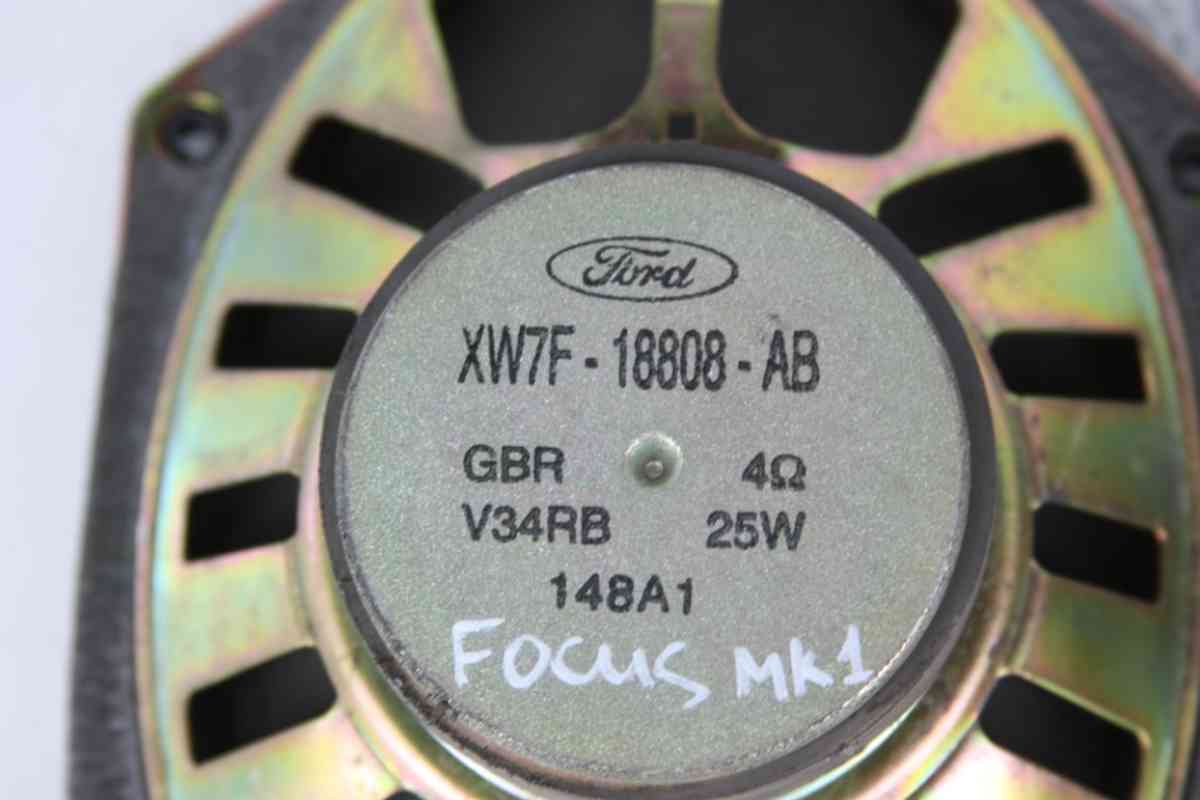 Ford
XW7F - 18808 - AB
GBR 4Ω
V34RB 25W
148A1
Focus MK1